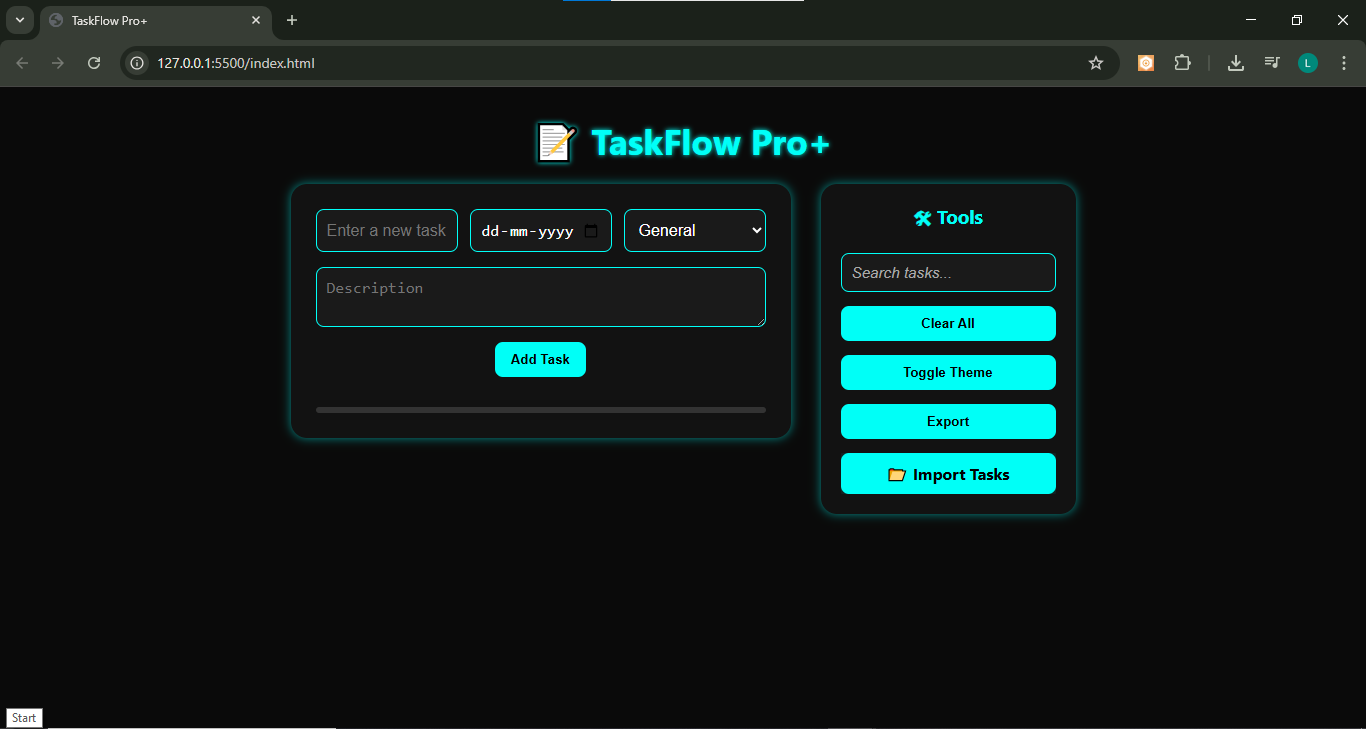 TaskFlow Pro+
127.0.0.1:5500/index.html
L
TaskFlow Pro+
Enter a new task
dd-mm-yyyy
General
Description
Add Task
🛠 Tools
Search tasks...
Clear All
Toggle Theme
Export
Import Tasks
Start